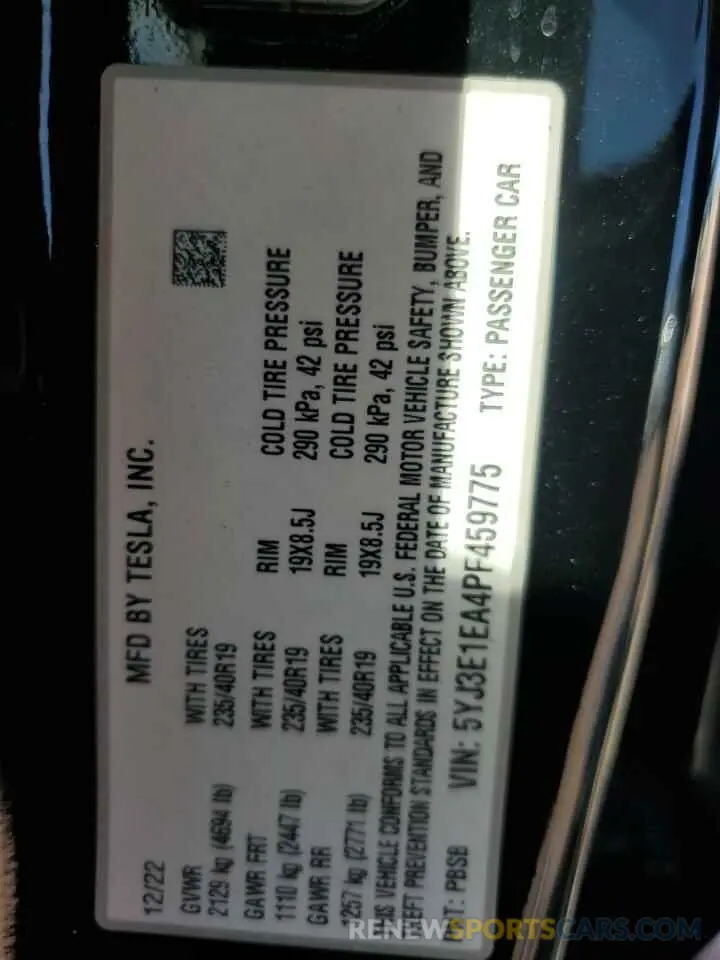 MFD BY TESLA, INC.
12/22
GVWR
2129 kg (4694 lb)
WITH TIRES
235/40R19
GAWR FRT
1110 kg (2447 lb)
WITH TIRES
235/40R19
RIM
19X8.5J
COLD TIRE PRESSURE
290 kPa, 42 psi
GAWR RR
1257 kg (2771 lb)
WITH TIRES
235/40R19
RIM
19X8.5J
COLD TIRE PRESSURE
290 kPa, 42 psi
VEHICLE CONFORMS TO ALL APPLICABLE U.S. FEDERAL MOTOR VEHICLE SAFETY, BUMPER, AND
THEFT PREVENTION STANDARDS IN EFFECT ON THE DATE OF MANUFACTURE SHOWN ABOVE.
PBSB VIN: 5YJ3E1EA4PF459775 TYPE: PASSENGER CAR
RENEWSPORTSCARS.COM